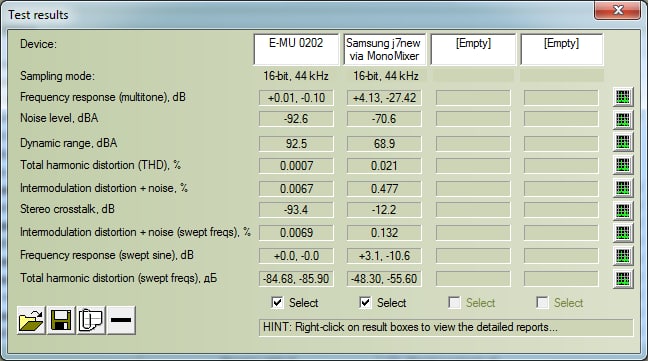 Test results
Device: E-MU 0202 Samsung j7new [Empty] [Empty]
via MonoMixer
Sampling mode: 16-bit, 44 kHz 16-bit, 44 kHz
Frequency response (multitone), dB +0.01, -0.10 +4.13, -27.42
Noise level, dBA -92.6 -70.6
Dynamic range, dBA 92.5 68.9
Total harmonic distortion (THD), % 0.0007 0.021
Intermodulation distortion + noise, % 0.0067 0.477
Stereo crosstalk, dB -93.4 -12.2
Intermodulation distortion + noise (swept freqs), % 0.0069 0.132
Frequency response (swept sine), dB +0.0, -0.0 +3.1, -10.6
Total harmonic distortion (swept freqs), дБ -84.68, -85.90 -48.30, -55.60
Select Select Select Select
HINT: Right-click on result boxes to view the detailed reports...